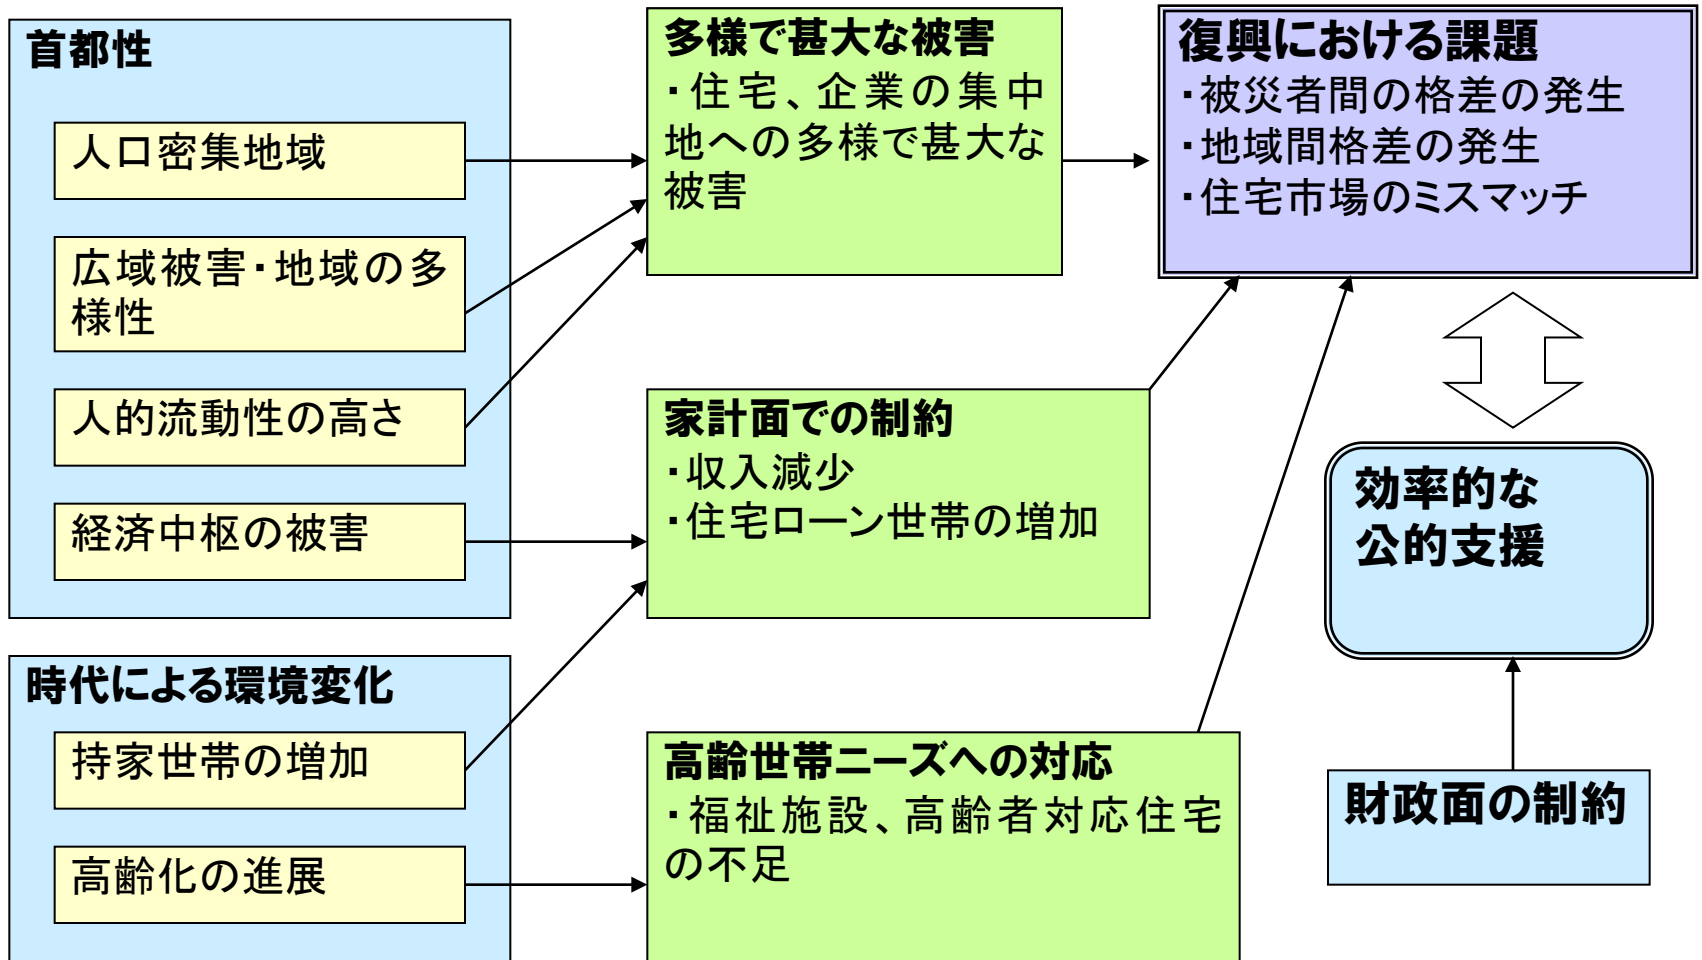 首都性
人口密集地域
広域被害・地域の多
様性
人的流動性の高さ
経済中枢の被害
時代による環境変化
持家世帯の増加
高齢化の進展
多様で甚大な被害
・住宅、企業の集中
地への多様で甚大な
被害
家計面での制約
・収入減少
・住宅ローン世帯の増加
高齢世帯ニーズへの対応
・福祉施設、高齢者対応住宅
の不足
復興における課題
・被災者間の格差の発生
・地域間格差の発生
・住宅市場のミスマッチ
効率的な
公的支援
財政面の制約